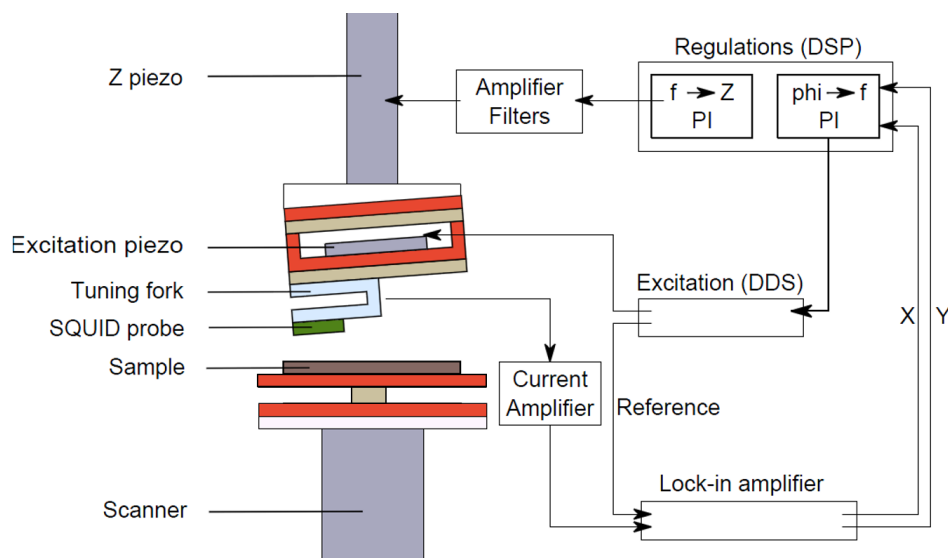 Z piezo
Excitation piezo
Tuning fork
SQUID probe
Sample
Scanner
Amplifier
Filters
Regulations (DSP)
f → Z
PI
phi → f
PI
Excitation (DDS)
X
Y
Current
Amplifier
Reference
Lock-in amplifier